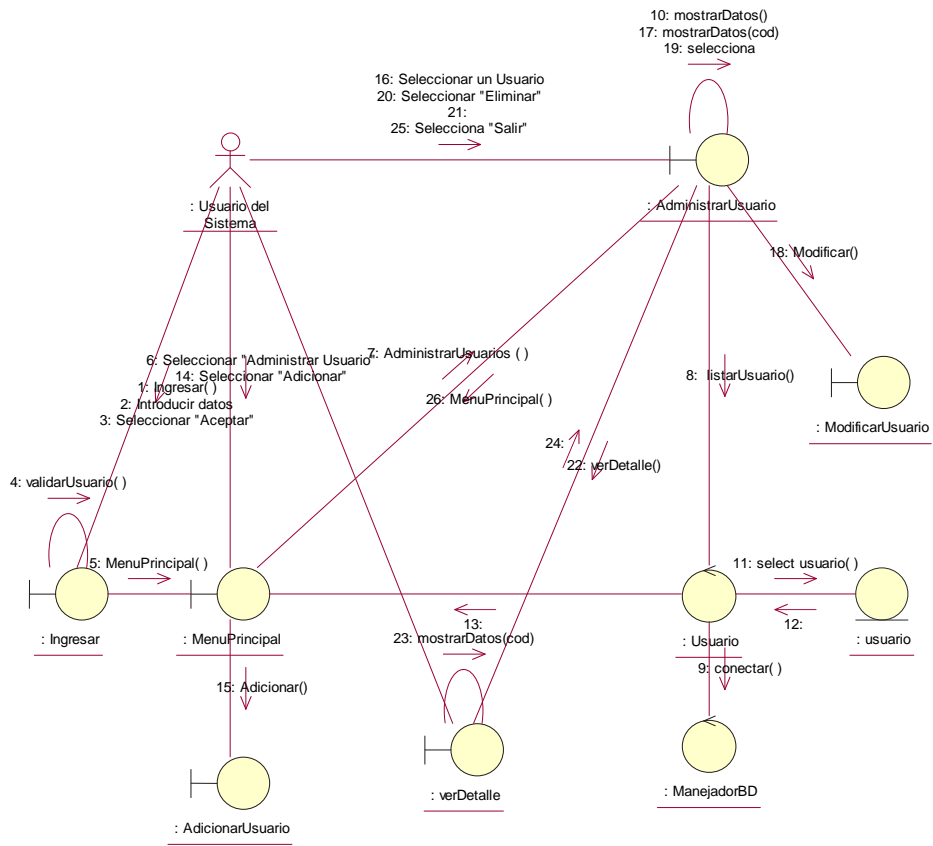 10: mostrarDatos()
17: mostrarDatos(cod)
19: selecciona
16: Seleccionar un Usuario
20: Seleccionar "Eliminar"
21:
25: Selecciona "Salir"
: Usuario del
Sistema
: AdministrarUsuario
18: Modificar()
6: Seleccionar "Administrar Usuario"
14: Seleccionar "Adicionar"
1: Ingresar( )
2: Introducir datos
3: Seleccionar "Aceptar"
7: AdministrarUsuarios ( )
26: MenuPrincipal( )
8: listarUsuario()
: ModificarUsuario
24:
22: verDetalle()
4: validarUsuario( )
5: MenuPrincipal( )
11: select usuario( )
: Ingresar
: MenuPrincipal
13:
12:
23: mostrarDatos(cod)
: Usuario
: usuario
9: conectar( )
15: Adicionar()
: verDetalle
: ManejadorBD
: AdicionarUsuario